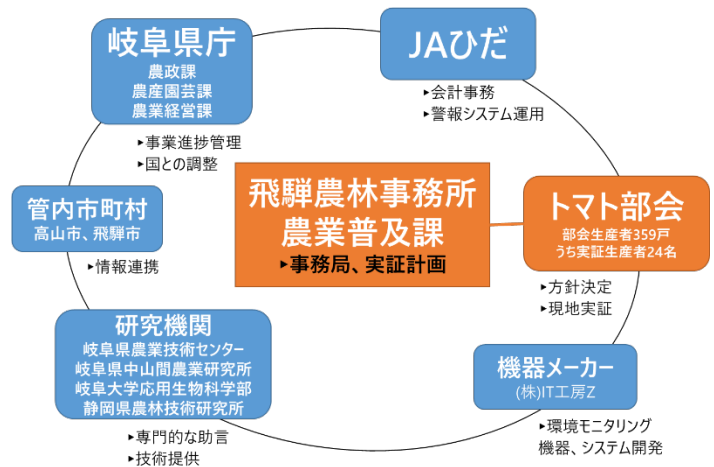 岐阜県庁
農政課
農産園芸課
農業経営課
▸事業進捗管理
▸国との調整
JAひだ
▸会計事務
▸警報システム運用
飛騨農林事務所
農業普及課
▸事務局、実証計画
トマト部会
部会生産者359戸
うち実証生産者24名
▸方針決定
▸現地実証
管内市町村
高山市、飛騨市
▸情報連携
研究機関
岐阜県農業技術センター
岐阜県中山間農業研究所
岐阜大学応用生物科学部
静岡県農林技術研究所
▸専門的な助言
▸技術提供
機器メーカー
(株)IT工房Z
▸環境モニタリング
機器、システム開発